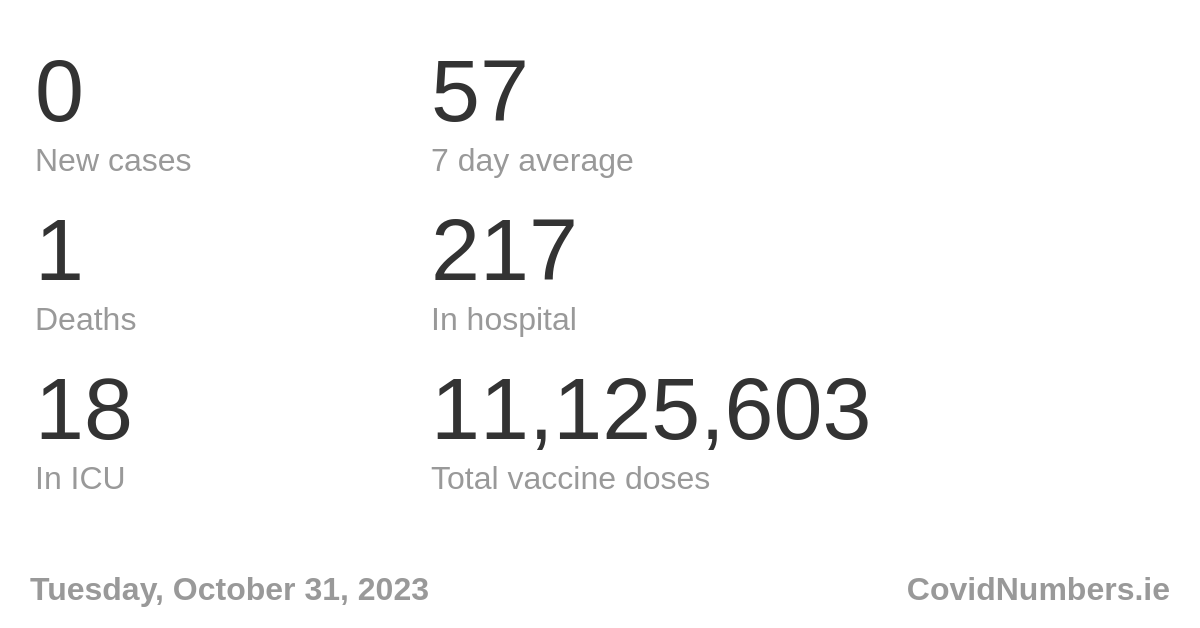 0
57
New cases
7 day average
1
217
Deaths
In hospital
18
11,125,603
In ICU
Total vaccine doses
Tuesday, October 31, 2023
CovidNumbers.ie